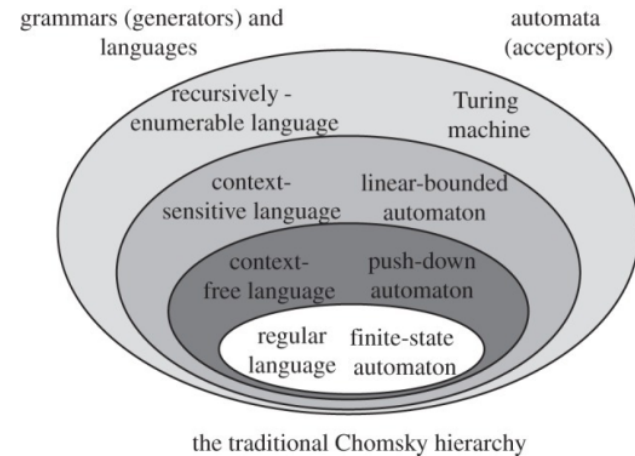 grammars (generators) and
languages
automata
(acceptors)
recursively -
enumerable language
Turing
machine
context-
sensitive language
linear-bounded
automaton
context-
free language
push-down
automaton
regular
language
finite-state
automaton
the traditional Chomsky hierarchy